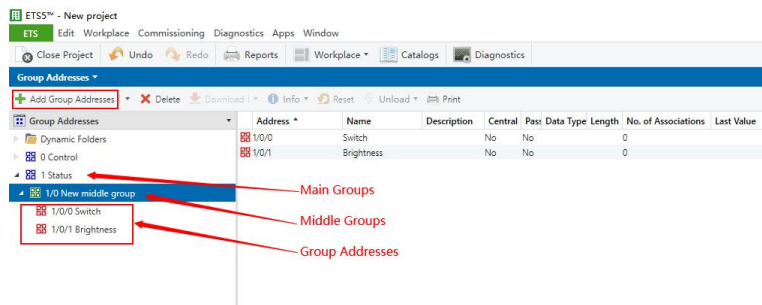 ETS5™ - New project
ETS Edit Workplace Commissioning Diagnostics Apps Window
Close Project Undo Redo Reports Workplace Catalogs Diagnostics
Group Addresses
Add Group Addresses Delete Download Info Reset Unload Print
Group Addresses Address Name Description Central Pass Data Type Length No. of Associations Last Value
Dynamic Folders 1/0/0 Switch No No 0
0 Control 1/0/1 Brightness No No 0
1 Status
1/0 New middle group Main Groups
1/0/0 Switch Middle Groups
1/0/1 Brightness
Group Addresses